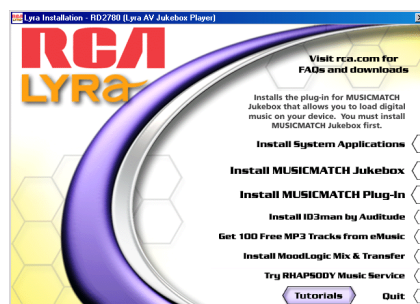 Lyra Installation - RD2780 (Lyra AV Jukebox Player)
RCA
LYRA
Visit rca.com for
FAQs and downloads
Installs the plug-in for MUSICMATCH
Jukebox that allows you to load digital
music on your device. You must install
MUSICMATCH Jukebox first.
Install System Applications
Install MUSICMATCH Jukebox
Install MUSICMATCH Plug-In
Install ID3man by Auditude
Get 100 Free MP3 Tracks from eMusic
Install MoodLogic Mix & Transfer
Try RHAPSODY Music Service
Tutorials Quit